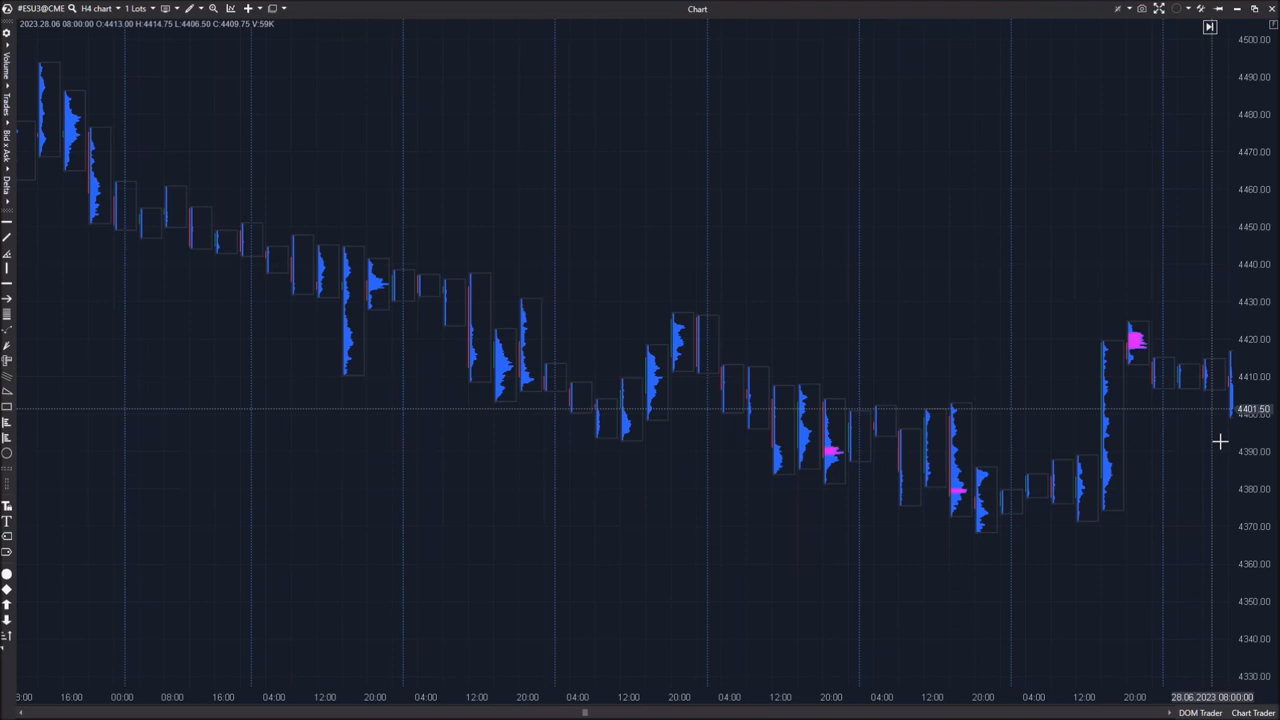 #ESU3@CME H4 chart 1 Lots Chart
2023.28.06 08:00:00 O:4413.00 H:4414.75 L:4406.50 C:4409.75 V:59K
F
Volume
Trades
Bid x Ask
Delta
4500.00
4490.00
4480.00
4470.00
4460.00
4450.00
4440.00
4430.00
4420.00
4410.00
4401.50
4400.00
4390.00
4380.00
4370.00
4360.00
4350.00
4340.00
4330.00
8:00 16:00 00:00 08:00 16:00 04:00 12:00 20:00 04:00 12:00 20:00 04:00 12:00 20:00 04:00 12:00 20:00 04:00 12:00 20:00 04:00 12:00 20:00 28.06.2023 08:00:00
DOM Trader Chart Trader